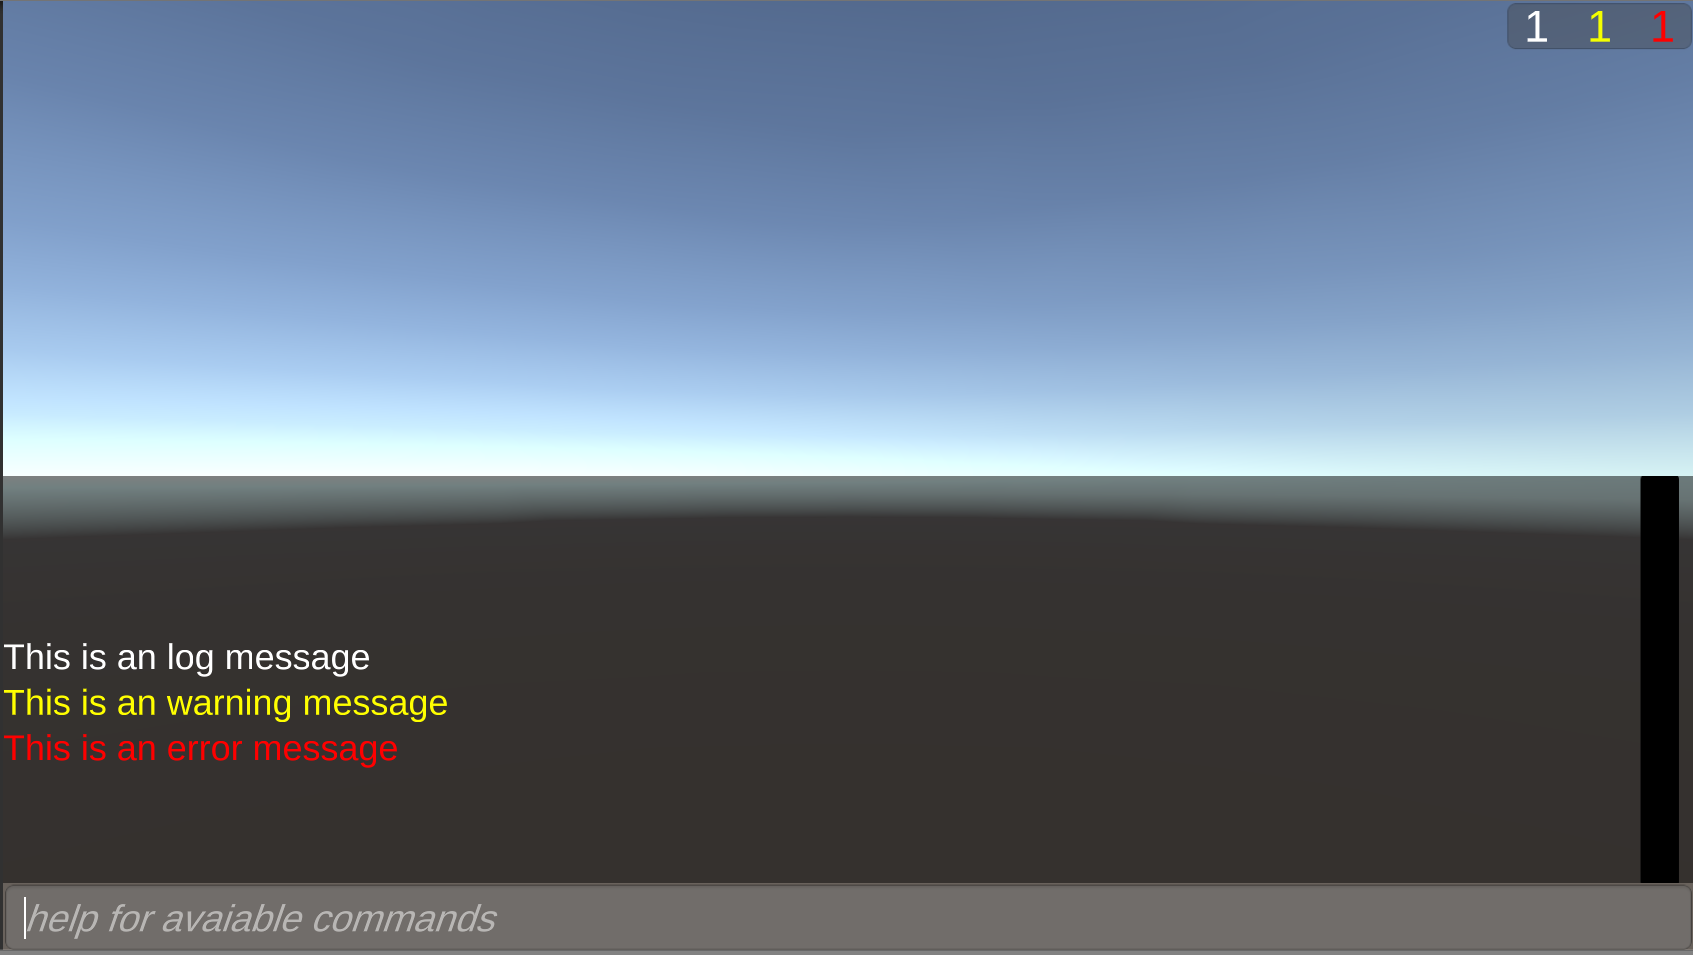 1 1 1
This is an log message
This is an warning message
This is an error message
help for avaiable commands